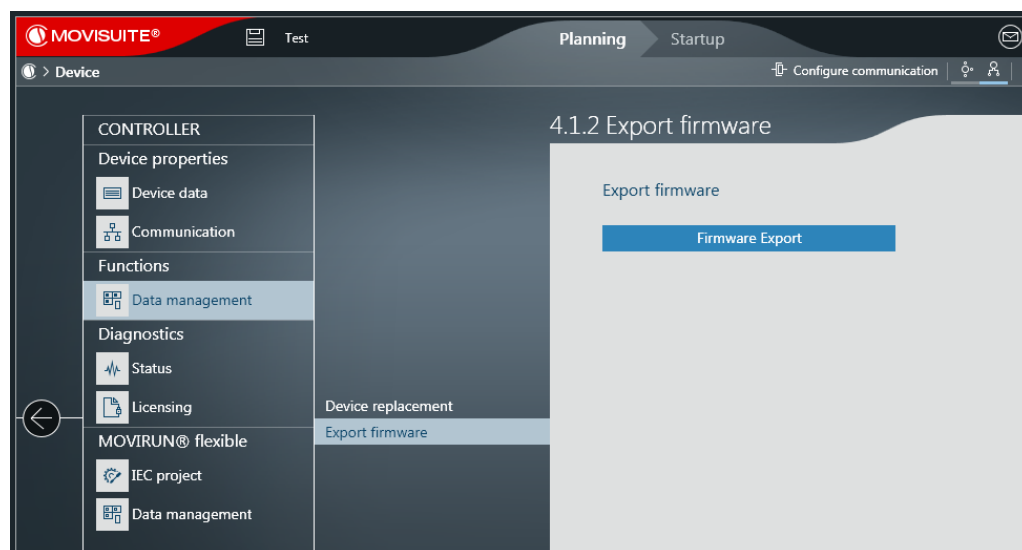 MOVISUITE®
Test
Planning
Startup
> Device
Configure communication
CONTROLLER
Device properties
Device data
Communication
Functions
Data management
Diagnostics
Status
Licensing
MOVIRUN® flexible
IEC project
Data management
Device replacement
Export firmware
4.1.2 Export firmware
Export firmware
Firmware Export